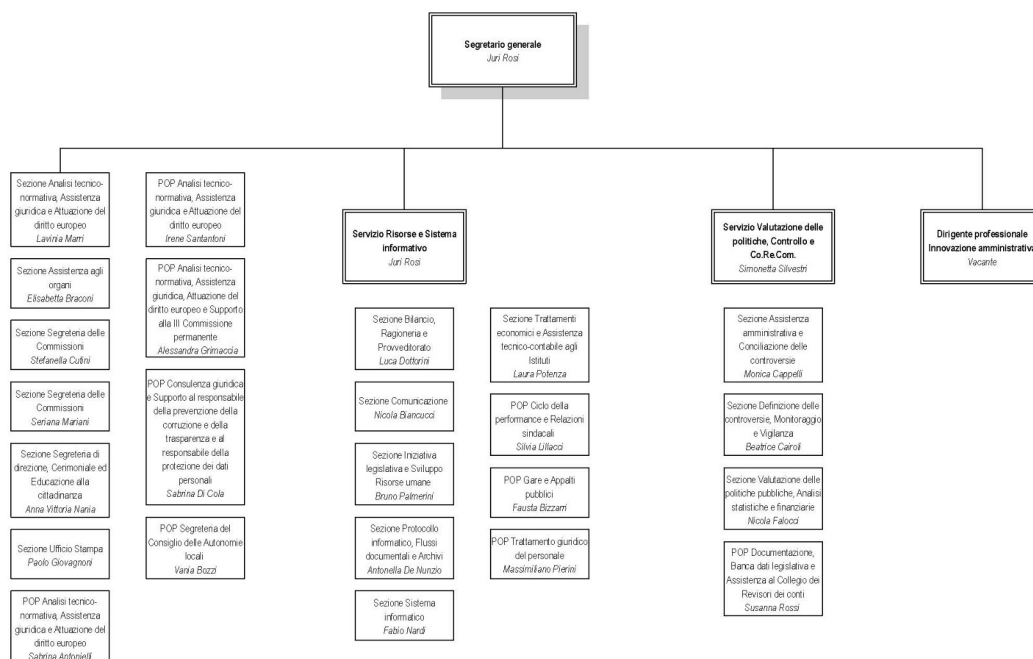 Segretario generale
Juri Rosi
Sezione Analisi tecnico-
normativa, Assistenza
giuridica e Attuazione del
diritto europeo
Lavinia Marri
Sezione Assistenza agli
organi
Elisabetta Braconi
Sezione Segreteria delle
Commissioni
Stefanella Cutini
Sezione Segreteria delle
Commissioni
Seriana Mariani
Sezione Segreteria di
direzione, Cerimoniale ed
Educazione alla
cittadinanza
Anna Vittoria Nania
Sezione Ufficio Stampa
Paolo Giovagnoni
POP Analisi tecnico-
normativa, Assistenza
giuridica e Attuazione del
diritto europeo
Sabrina Antonielli
POP Analisi tecnico-
normativa, Assistenza
giuridica e Attuazione del
diritto europeo
Irene Santantoni
POP Analisi tecnico-
normativa, Assistenza
giuridica, Attuazione del
diritto europeo e Supporto
alla III Commissione
permanente
Alessandra Grimaccia
POP Consulenza giuridica
e Supporto al responsabile
della prevenzione della
corruzione e della
trasparenza e al
responsabile della
protezione dei dati
personali
Sabrina Di Cola
POP Segreteria del
Consiglio delle Autonomie
locali
Vania Bozzi
Servizio Risorse e Sistema
informativo
Juri Rosi
Sezione Bilancio,
Ragioneria e
Provveditorato
Luca Dottorini
Sezione Comunicazione
Nicola Biancucci
Sezione Iniziativa
legislativa e Sviluppo
Risorse umane
Bruno Palmerini
Sezione Protocollo
informatico, Flussi
documentali e Archivi
Antonella De Nunzio
Sezione Sistema
informatico
Fabio Nardi
Sezione Trattamenti
economici e Assistenza
tecnico-contabile agli
Istituti
Laura Potenza
POP Ciclo della
performance e Relazioni
sindacali
Silvia Lillacci
POP Gare e Appalti
pubblici
Fausta Bizzarri
POP Trattamento giuridico
del personale
Massimiliano Pierini
Servizio Valutazione delle
politiche, Controllo e
Co.Re.Com.
Simonetta Silvestri
Sezione Assistenza
amministrativa e
Conciliazione delle
controversie
Monica Cappelli
Sezione Definizione delle
controversie, Monitoraggio
e Vigilanza
Beatrice Cairoli
Sezione Valutazione delle
politiche pubbliche, Analisi
statistiche e finanziarie
Nicola Falocci
POP Documentazione,
Banca dati legislativa e
Assistenza al Collegio dei
Revisori dei conti
Susanna Rossi
Dirigente professionale
Innovazione amministrativa
Vacante